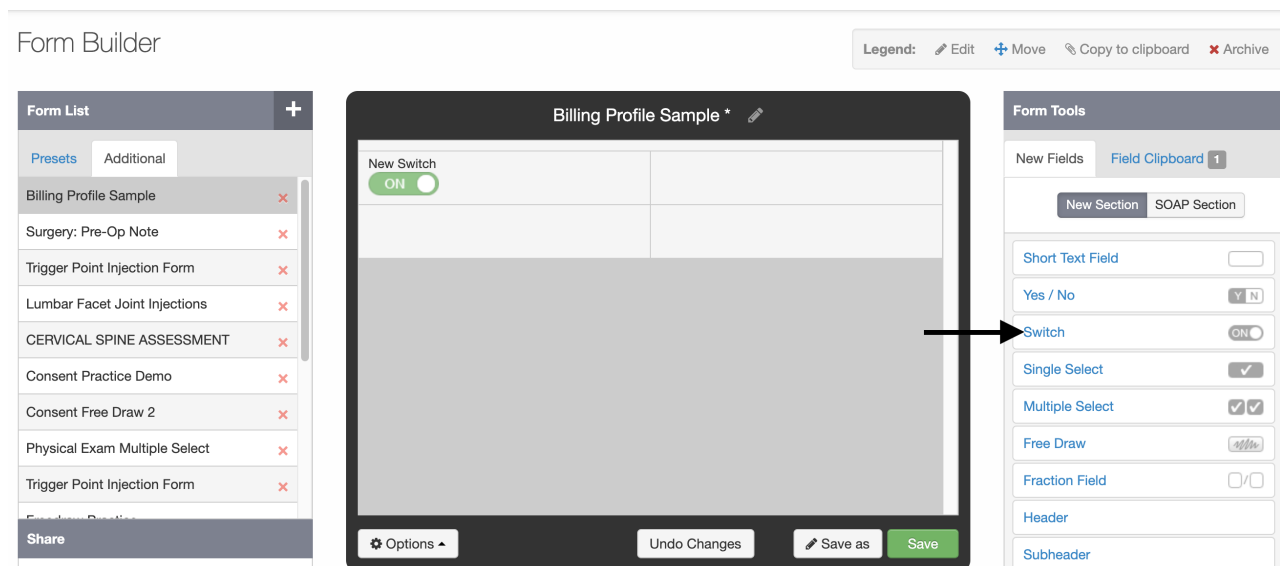 Form Builder
Legend: Edit Move Copy to clipboard Archive
Form List +
Presets Additional
Billing Profile Sample
Surgery: Pre-Op Note
Trigger Point Injection Form
Lumbar Facet Joint Injections
CERVICAL SPINE ASSESSMENT
Consent Practice Demo
Consent Free Draw 2
Physical Exam Multiple Select
Trigger Point Injection Form
Share
Billing Profile Sample *
New Switch
ON
Options
Undo Changes
Save as
Save
Form Tools
New Fields Field Clipboard 1
New Section SOAP Section
Short Text Field
Yes / No Y N
Switch ON
Single Select
Multiple Select
Free Draw
Fraction Field /
Header
Subheader